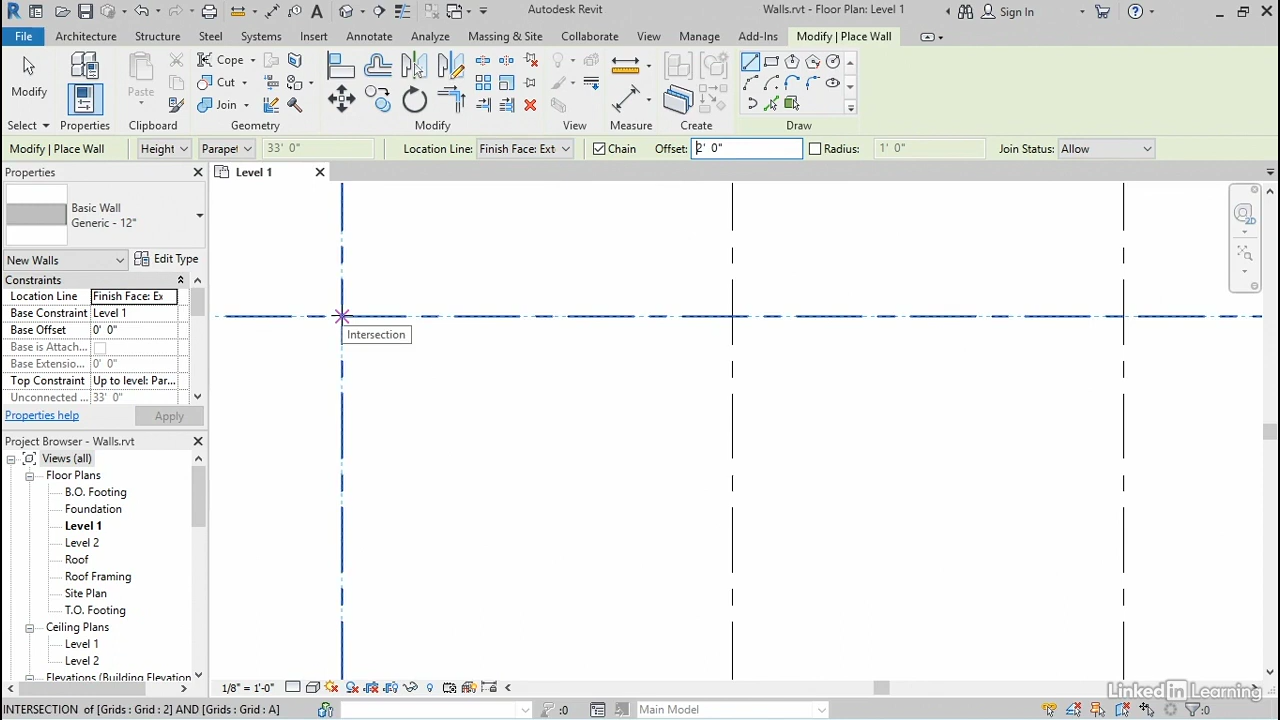 Autodesk Revit
Walls.rvt - Floor Plan: Level 1
Sign In
File
Architecture
Structure
Steel
Systems
Insert
Annotate
Analyze
Massing & Site
Collaborate
View
Manage
Add-Ins
Modify | Place Wall
Modify
Paste
Cope
Cut
Join
Select
Properties
Clipboard
Geometry
Modify
View
Measure
Create
Draw
Modify | Place Wall
Height
Parapet
33' 0"
Location Line:
Finish Face: Ext
Chain
Offset:
2' 0"
Radius:
1' 0"
Join Status:
Allow
Properties
Level 1
Basic Wall
Generic - 12"
New Walls
Edit Type
Constraints
Location Line
Finish Face: Ex
Base Constraint
Level 1
Base Offset
0' 0"
Base is Attach...
Base Extensio...
0' 0"
Top Constraint
Up to level: Par...
Unconnected ...
33' 0"
Properties help
Apply
Project Browser - Walls.rvt
Views (all)
Floor Plans
B.O. Footing
Foundation
Level 1
Level 2
Roof
Roof Framing
Site Plan
T.O. Footing
Ceiling Plans
Level 1
Level 2
Elevations (Building Elevation
Intersection
2D
1/8" = 1'-0"
INTERSECTION of [Grids : Grid : 2] AND [Grids : Grid : A]
:0
Main Model
:0
Linked in Learning